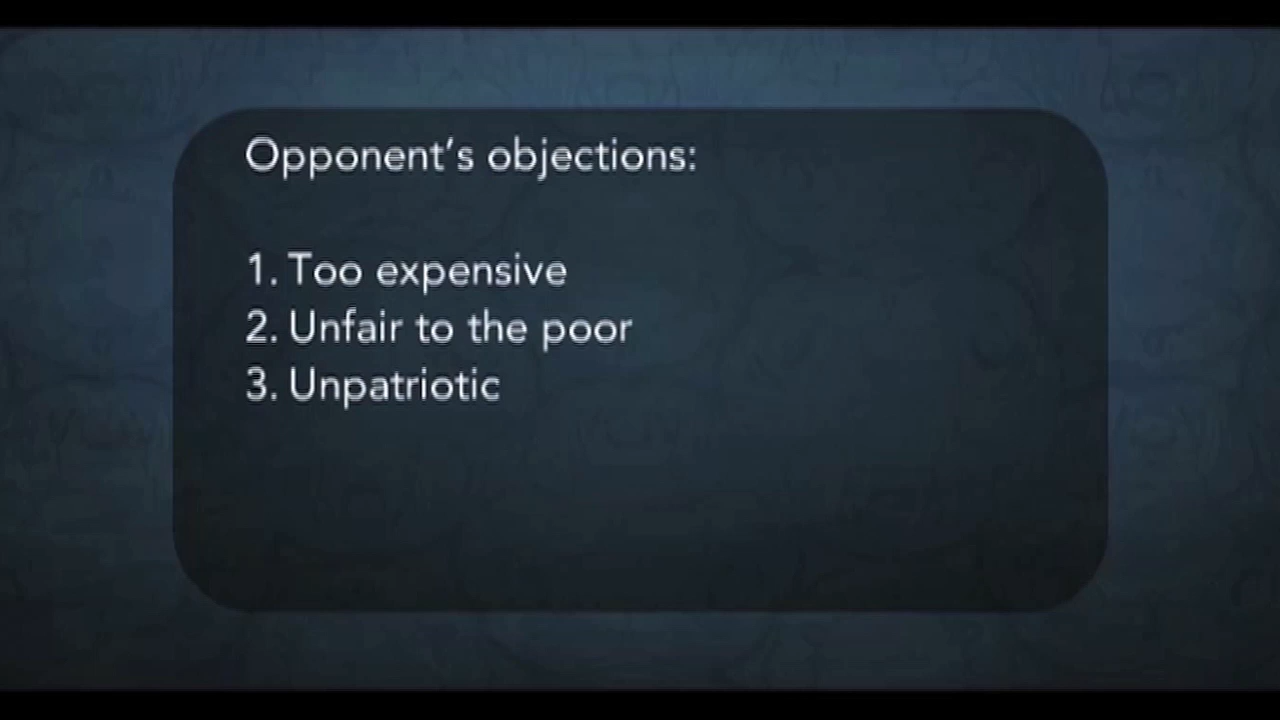 Opponent's objections:
1. Too expensive
2. Unfair to the poor
3. Unpatriotic